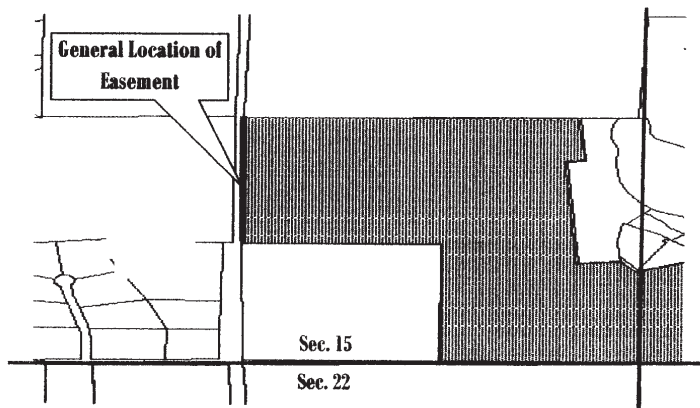 General Location of
Easement
Sec. 15
Sec. 22